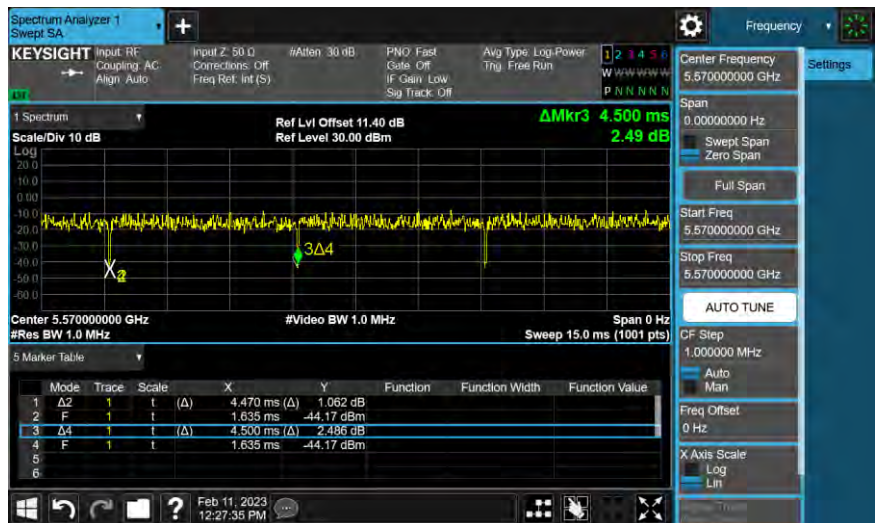 Spectrum Analyzer 1
Swept SA
+
Frequency
KEYSIGHT
Input: RF
Coupling: AC
Align: Auto
Input Z: 50 Ω
Corrections: Off
Freq Ref: Int (S)
#Atten: 30 dB
PNO: Fast
Gate: Off
IF Gain: Low
Sig Track: Off
Avg Type: Log-Power
Trig: Free Run
1 2 3 4 5 6
W W W W W W
P N N N N N
Center Frequency
5.570000000 GHz
Settings
1 Spectrum
Scale/Div 10 dB
Ref Lvl Offset 11.40 dB
Ref Level 30.00 dBm
ΔMkr3 4.500 ms
2.49 dB
Span
0.00000000 Hz
Swept Span
Zero Span
Full Span
Start Freq
5.570000000 GHz
Stop Freq
5.570000000 GHz
AUTO TUNE
CF Step
1.000000 MHz
Auto
Man
Freq Offset
0 Hz
X Axis Scale
Log
Lin
Log
20.0
10.0
0.00
-10.0
-20.0
-30.0
-40.0
-50.0
-60.0
3Δ4
Center 5.570000000 GHz
#Res BW 1.0 MHz
#Video BW 1.0 MHz
Span 0 Hz
Sweep 15.0 ms (1001 pts)
5 Marker Table
Mode Trace Scale X Y Function Function Width Function Value
1 Δ2 1 t (Δ) 4.470 ms (Δ) 1.062 dB
2 F 1 t 1.635 ms -44.17 dBm
3 Δ4 1 t (Δ) 4.500 ms (Δ) 2.486 dB
4 F 1 t 1.635 ms -44.17 dBm
5
6
?
Feb 11, 2023
12:27:35 PM